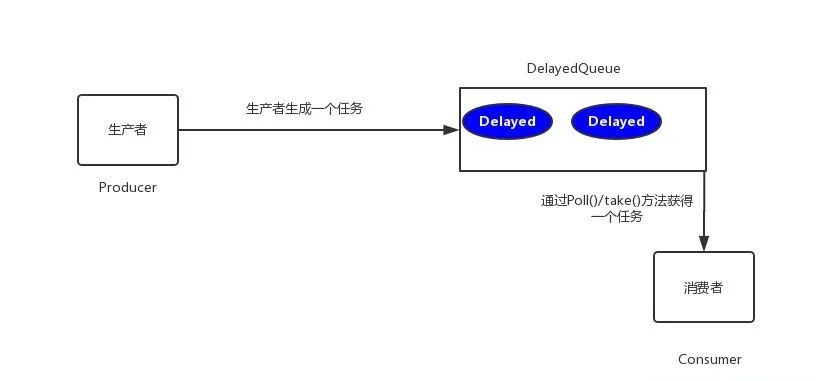 DelayedQueue
生产者生成一个任务
生产者
Delayed
Delayed
Producer
通过Poll()/take()方法获得
一个任务
消费者
Consumer